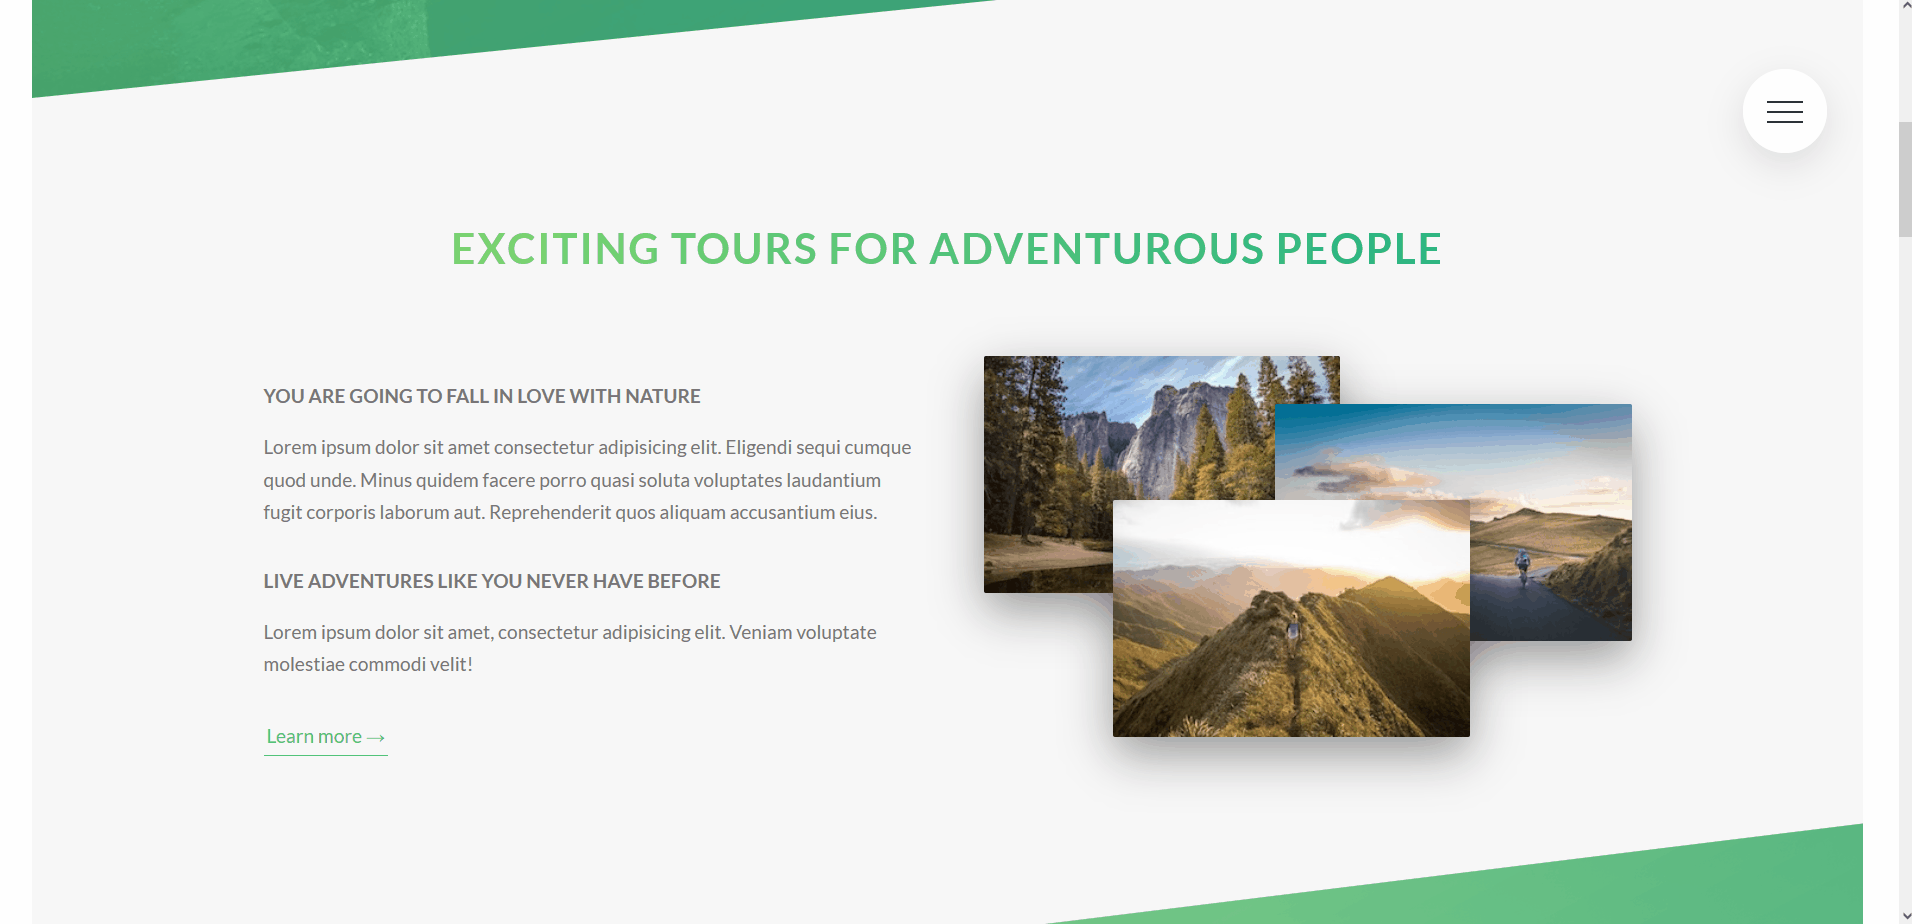 EXCITING TOURS FOR ADVENTUROUS PEOPLE
YOU ARE GOING TO FALL IN LOVE WITH NATURE
Lorem ipsum dolor sit amet consectetur adipisicing elit. Eligendi sequi cumque
quod unde. Minus quidem facere porro quasi soluta voluptates laudantium
fugit corporis laborum aut. Reprehenderit quos aliquam accusantium eius.
LIVE ADVENTURES LIKE YOU NEVER HAVE BEFORE
Lorem ipsum dolor sit amet, consectetur adipisicing elit. Veniam voluptate
molestiae commodi velit!
Learn more →